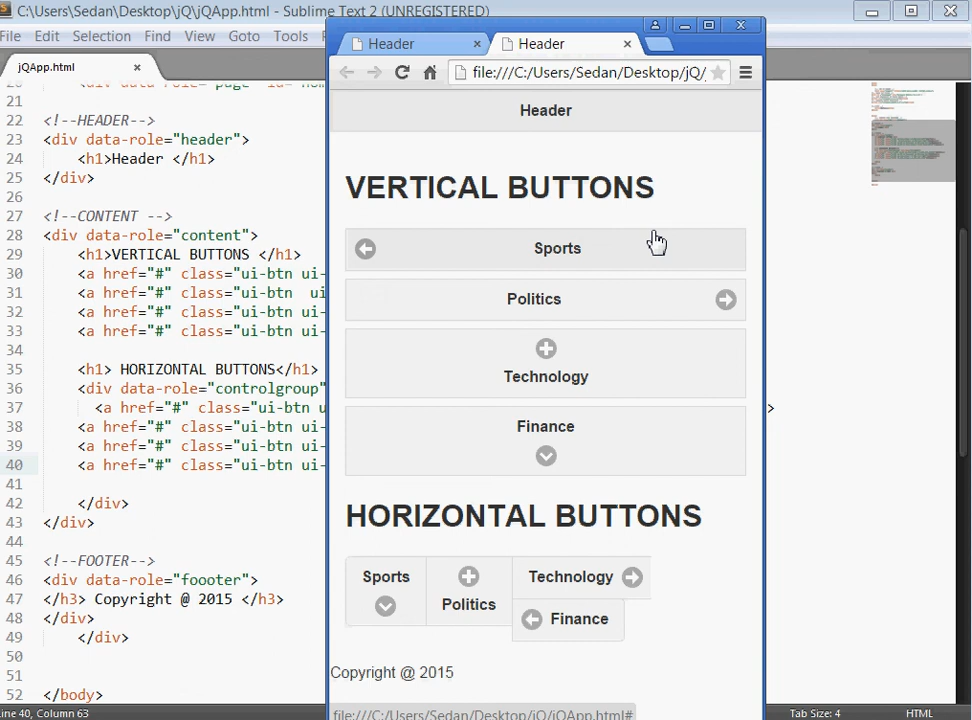 C:\Users\Sedan\Desktop\jQ\jQApp.html - Sublime Text 2 (UNREGISTERED)
File Edit Selection Find View Goto Tools
jQApp.html ×
21
22 <!--HEADER-->
23 <div data-role="header">
24 <h1>Header </h1>
25 </div>
26
27 <!--CONTENT -->
28 <div data-role="content">
29 <h1>VERTICAL BUTTONS </h1>
30 <a href="#" class="ui-btn ui-
31 <a href="#" class="ui-btn ui
32 <a href="#" class="ui-btn ui-
33 <a href="#" class="ui-btn ui-
34
35 <h1> HORIZONTAL BUTTONS</h1>
36 <div data-role="controlgroup"
37 <a href="#" class="ui-btn u >
38 <a href="#" class="ui-btn ui-
39 <a href="#" class="ui-btn ui-
40 <a href="#" class="ui-btn ui-
41
42 </div>
43 </div>
44
45 <!--FOOTER-->
46 <div data-role="foooter">
47 </h3> Copyright @ 2015 </h3>
48 </div>
49 </div>
50
51
52 </body>
Line 40, Column 63
Tab Size: 4 HTML
Header × Header ×
file:///C:/Users/Sedan/Desktop/jQ/
Header
VERTICAL BUTTONS
Sports
Politics
Technology
Finance
HORIZONTAL BUTTONS
Sports
Politics
Technology
Finance
Copyright @ 2015
file:///C:/Users/Sedan/Desktop/jQ/jQApp.html#